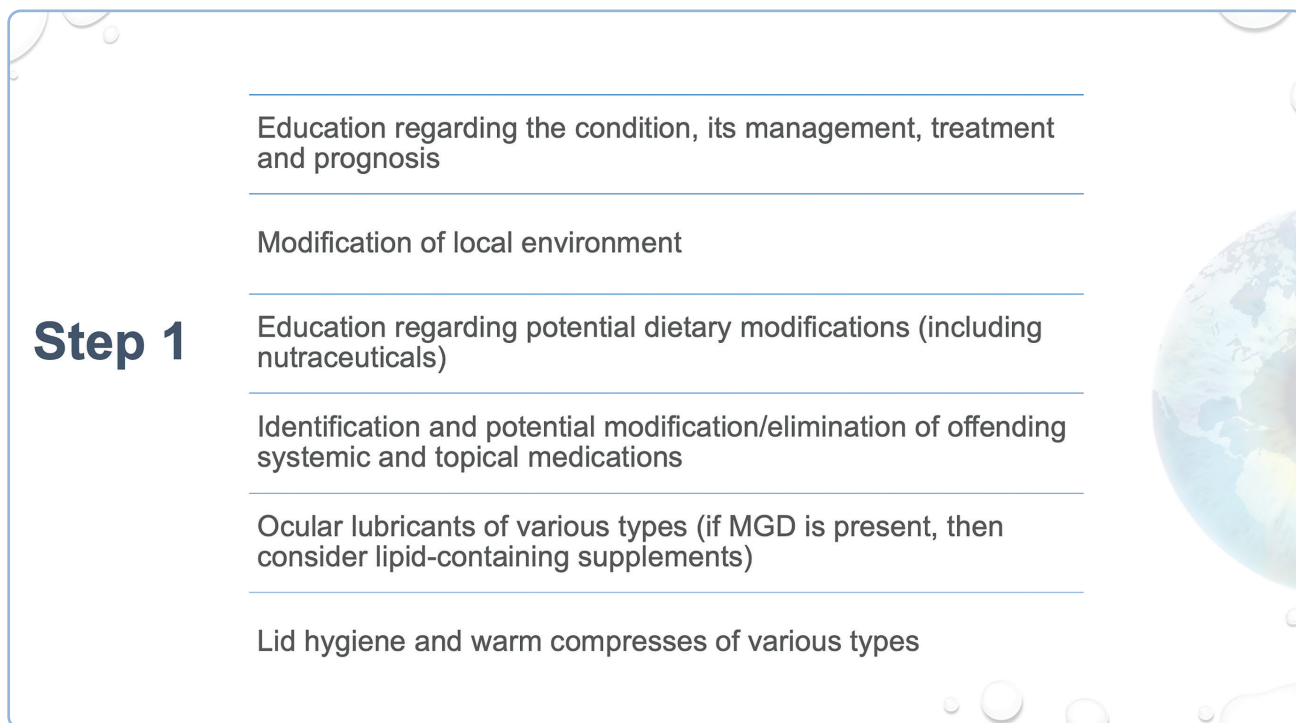 Step 1
Education regarding the condition, its management, treatment
and prognosis
Modification of local environment
Education regarding potential dietary modifications (including
nutraceuticals)
Identification and potential modification/elimination of offending
systemic and topical medications
Ocular lubricants of various types (if MGD is present, then
consider lipid-containing supplements)
Lid hygiene and warm compresses of various types